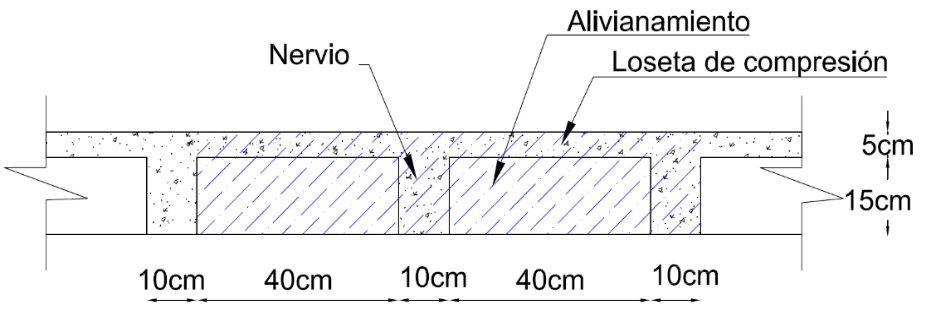 Alivianamiento
Nervio
Loseta de compresión
5cm
15cm
10cm 40cm 10cm 40cm 10cm